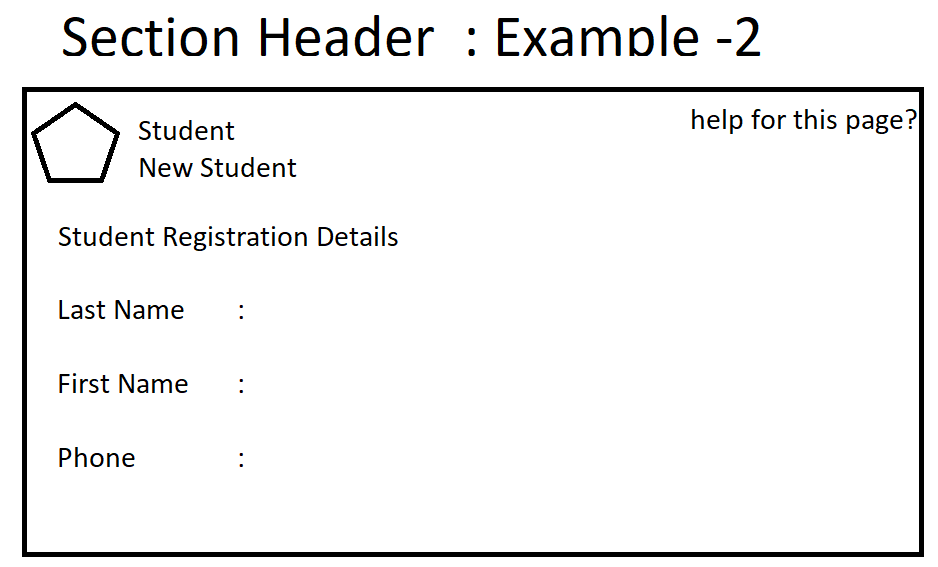 Section Header : Example -2
help for this page?
Student
New Student
Student Registration Details
Last Name :
First Name :
Phone :